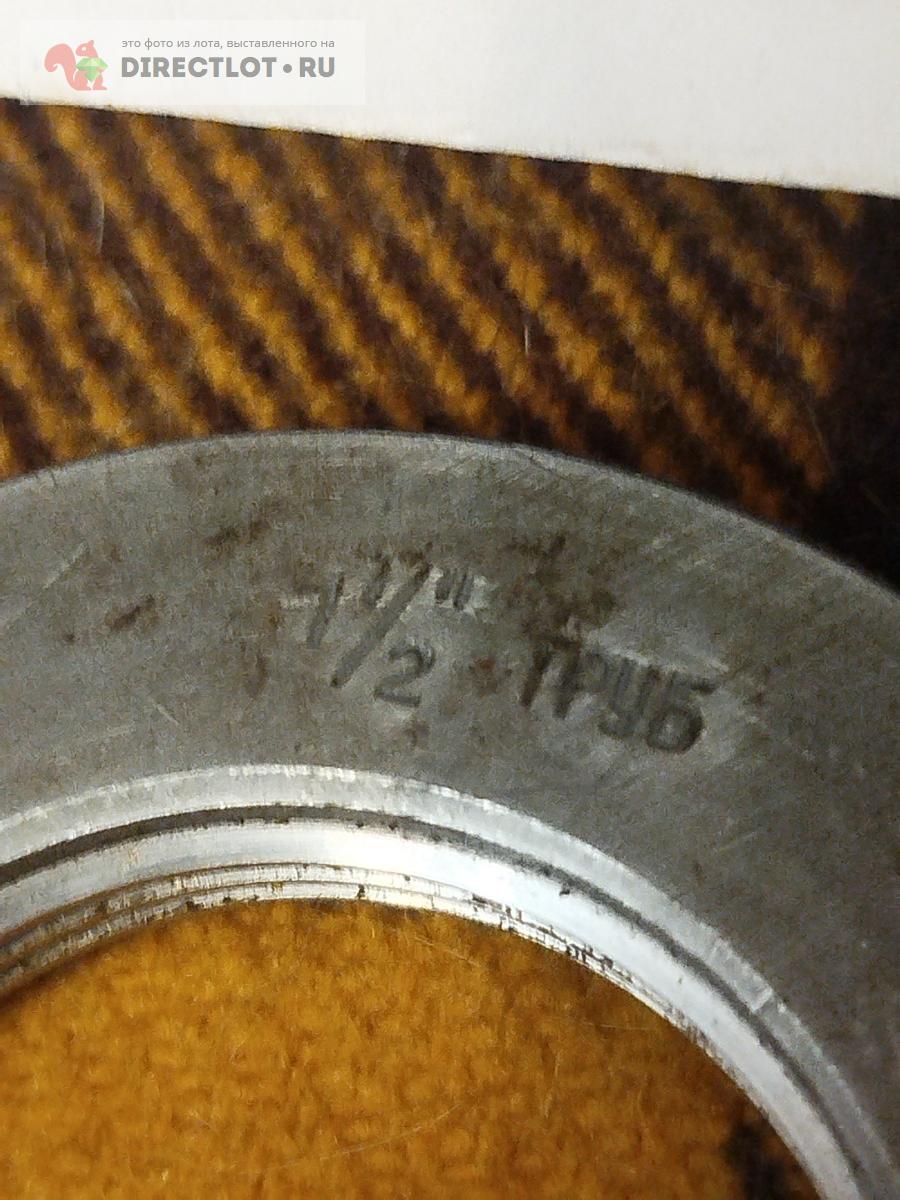 это фото из лота, выставленного на
DIRECTLOT•RU
1 1/2" ТРУБ